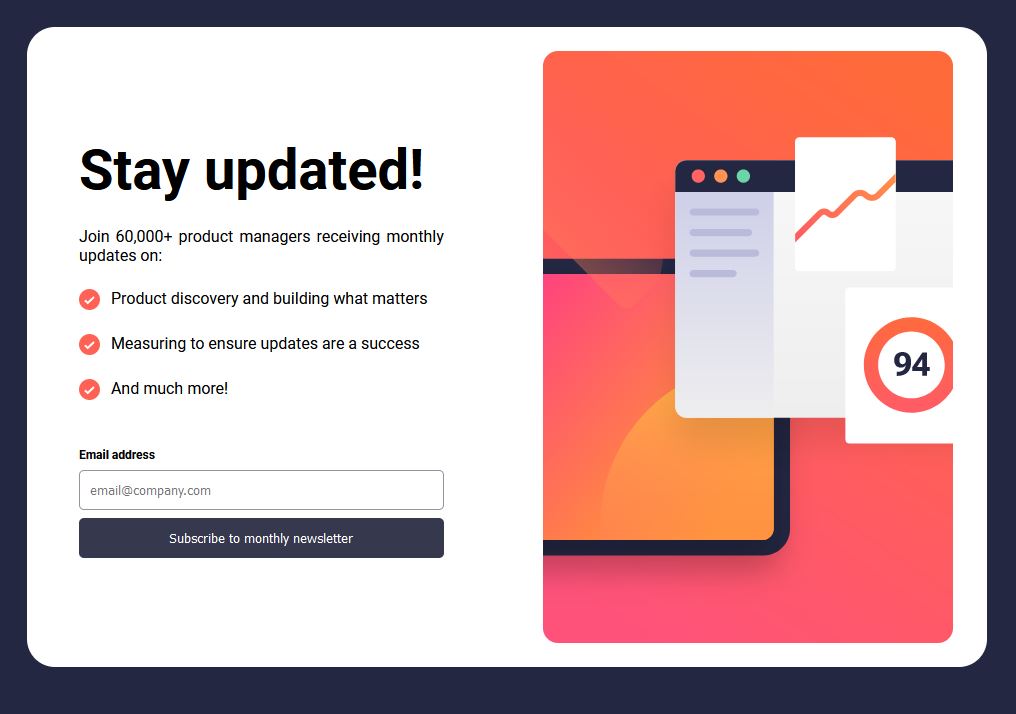 Stay updated!
Join 60,000+ product managers receiving monthly
updates on:
Product discovery and building what matters
Measuring to ensure updates are a success
And much more!
Email address
email@company.com
Subscribe to monthly newsletter
94